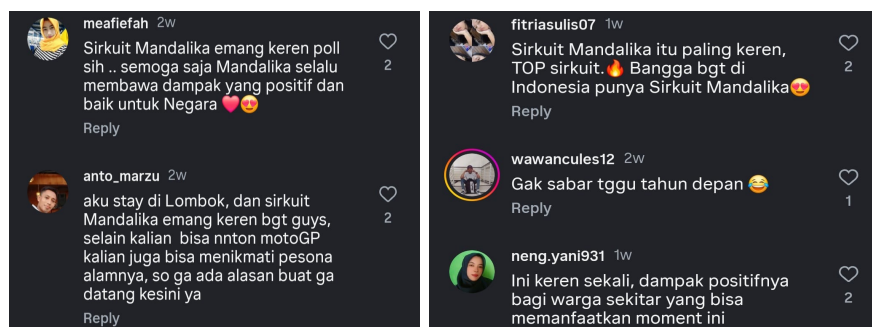 meafiefah 2w
Sirkuit Mandalika emang keren poll
sih .. semoga saja Mandalika selalu
membawa dampak yang positif dan
baik untuk Negara ❤️😍
2
Reply
anto_marzu 2w
aku stay di Lombok, dan sirkuit
Mandalika emang keren bgt guys,
selain kalian bisa nnton motoGP
kalian juga bisa menikmati pesona
alamnya, so ga ada alasan buat ga
datang kesini ya
2
Reply
fitriasulis07 1w
Sirkuit Mandalika itu paling keren,
TOP sirkuit.🔥 Bangga bgt di
Indonesia punya Sirkuit Mandalika😍
2
Reply
wawancules12 2w
Gak sabar tggu tahun depan 😂
1
Reply
neng.yani931 1w
Ini keren sekali, dampak positifnya
bagi warga sekitar yang bisa
memanfaatkan moment ini
2